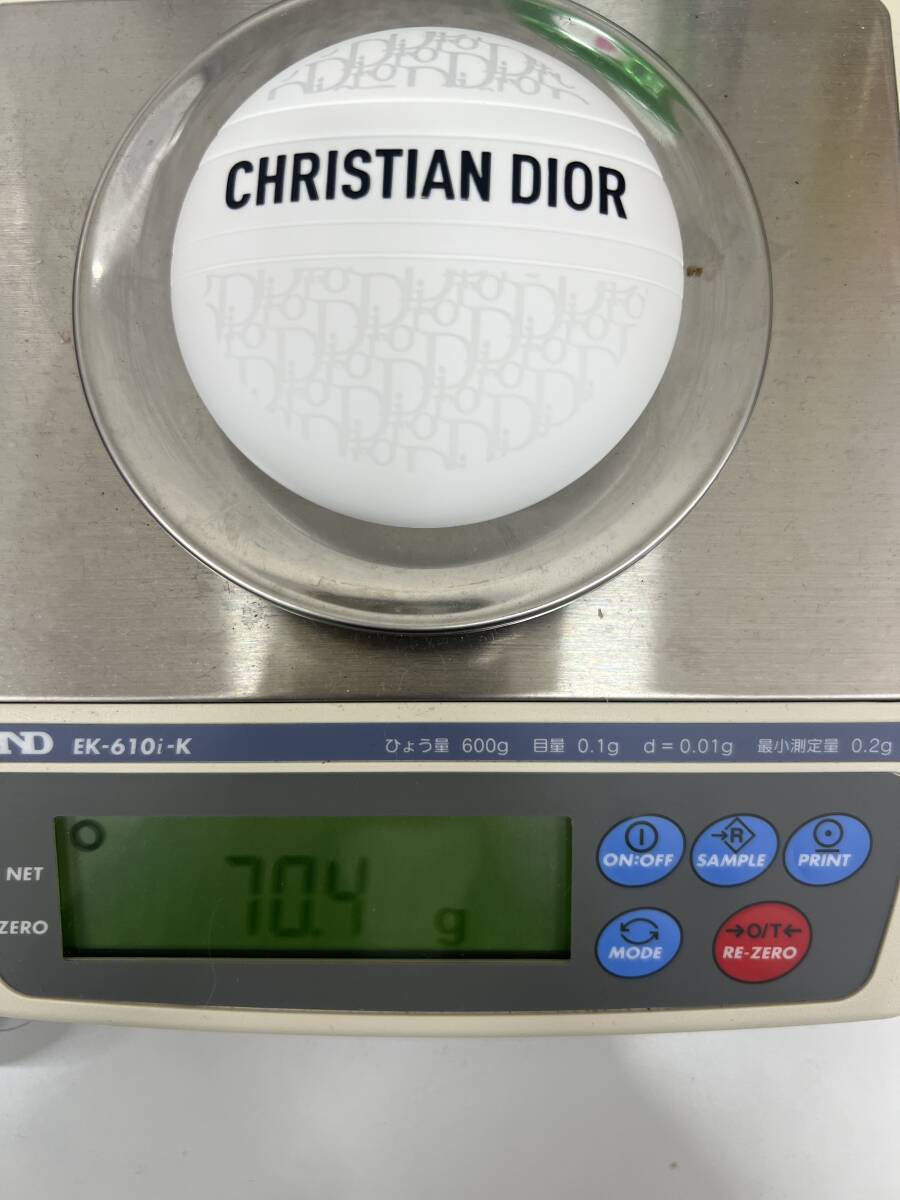 CHRISTIAN DIOR
AND EK-610i-K ひょう量 600g 目量 0.1g d=0.01g 最小測定量 0.2g
NET
ZERO
70.4 g
ON:OFF
→R
SAMPLE
PRINT
MODE
→O/T←
RE-ZERO